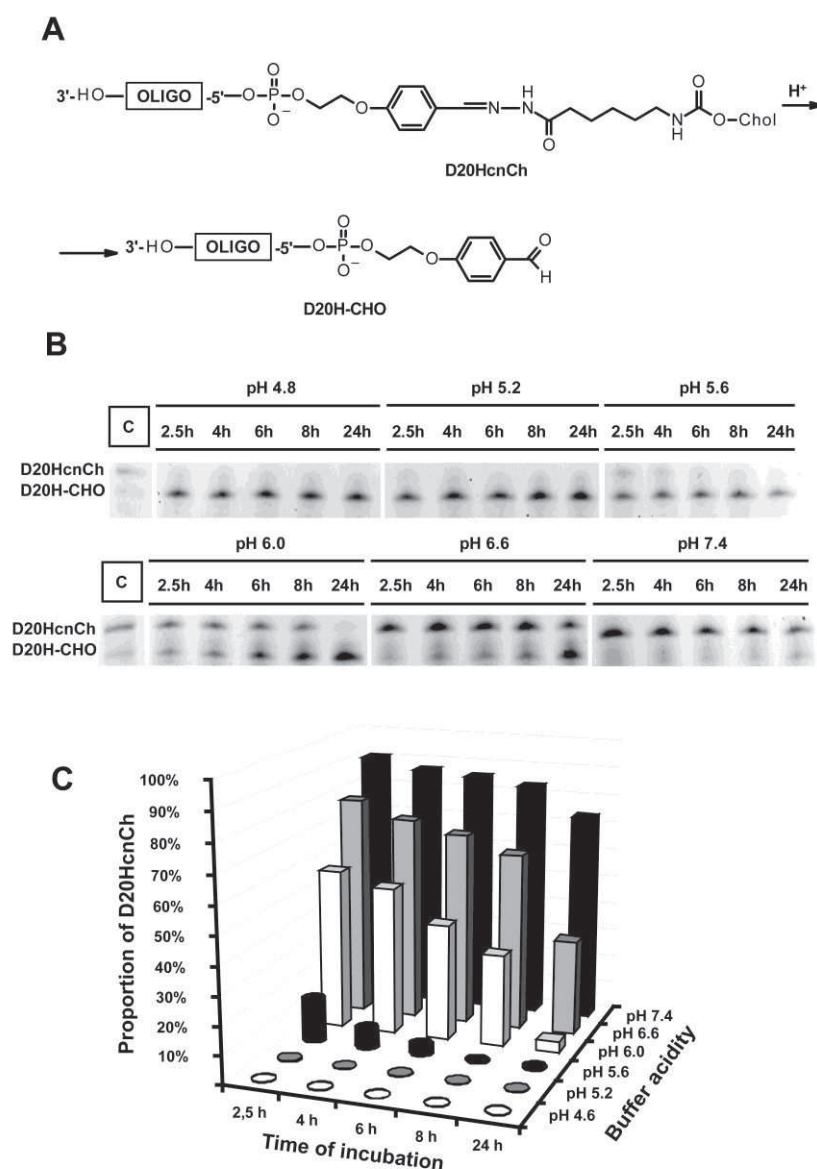 A
3'-HO
OLIGO
-5'-O-P-O
O
O
O
N
H
N
O
N
H
O
O
O-Chol
H⁺
D20HcnCh
3'-HO
OLIGO
-5'-O-P-O
O
O
O
O
H
D20H-CHO
B
pH 4.8 pH 5.2 pH 5.6
C 2.5h 4h 6h 8h 24h 2.5h 4h 6h 8h 24h 2.5h 4h 6h 8h 24h
D20HcnCh
D20H-CHO
pH 6.0 pH 6.6 pH 7.4
C 2.5h 4h 6h 8h 24h 2.5h 4h 6h 8h 24h 2.5h 4h 6h 8h 24h
D20HcnCh
D20H-CHO
C
Proportion of D20HcnCh
100%
90%
80%
70%
60%
50%
40%
30%
20%
10%
2,5 h 4 h 6 h 8 h 24 h
Time of incubation
pH 7.4
pH 6.6
pH 6.0
pH 5.6
pH 5.2
pH 4.6
Buffer acidity